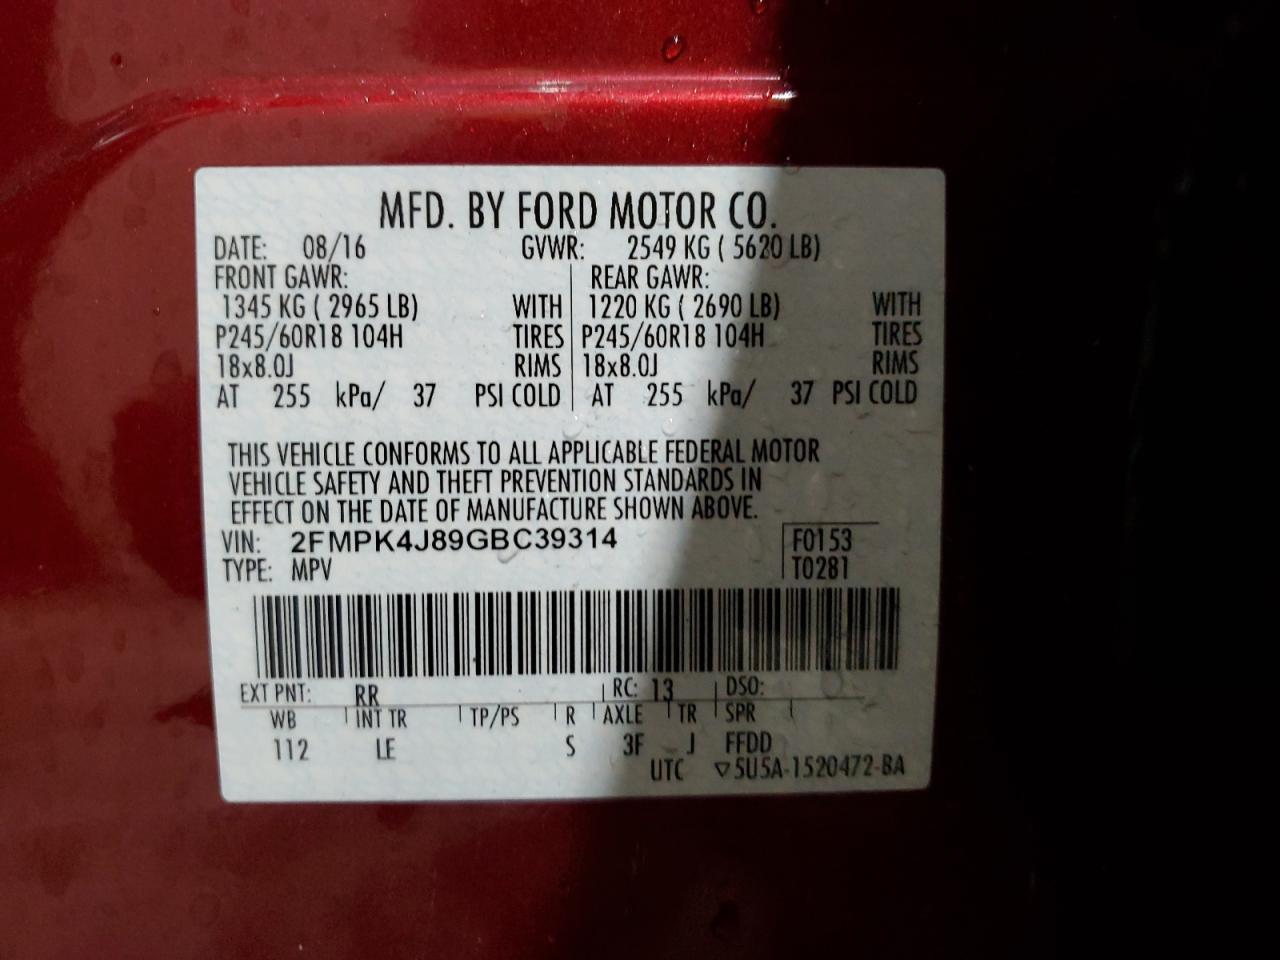 MFD. BY FORD MOTOR CO.
DATE: 08/16 GVWR: 2549 KG ( 5620 LB)
FRONT GAWR: REAR GAWR:
1345 KG ( 2965 LB) WITH 1220 KG ( 2690 LB) WITH
P245/60R18 104H TIRES P245/60R18 104H TIRES
18x8.0J RIMS 18x8.0J RIMS
AT 255 kPa/ 37 PSI COLD AT 255 kPa/ 37 PSI COLD
THIS VEHICLE CONFORMS TO ALL APPLICABLE FEDERAL MOTOR
VEHICLE SAFETY AND THEFT PREVENTION STANDARDS IN
EFFECT ON THE DATE OF MANUFACTURE SHOWN ABOVE.
VIN: 2FMPK4J89GBC39314 F0153
TYPE: MPV T0281
EXT PNT: RR RC: 13 DSO:
WB INT TR TP/PS R AXLE TR SPR
112 LE S 3F J FFDD
UTC ▽5U5A-1520472-BA